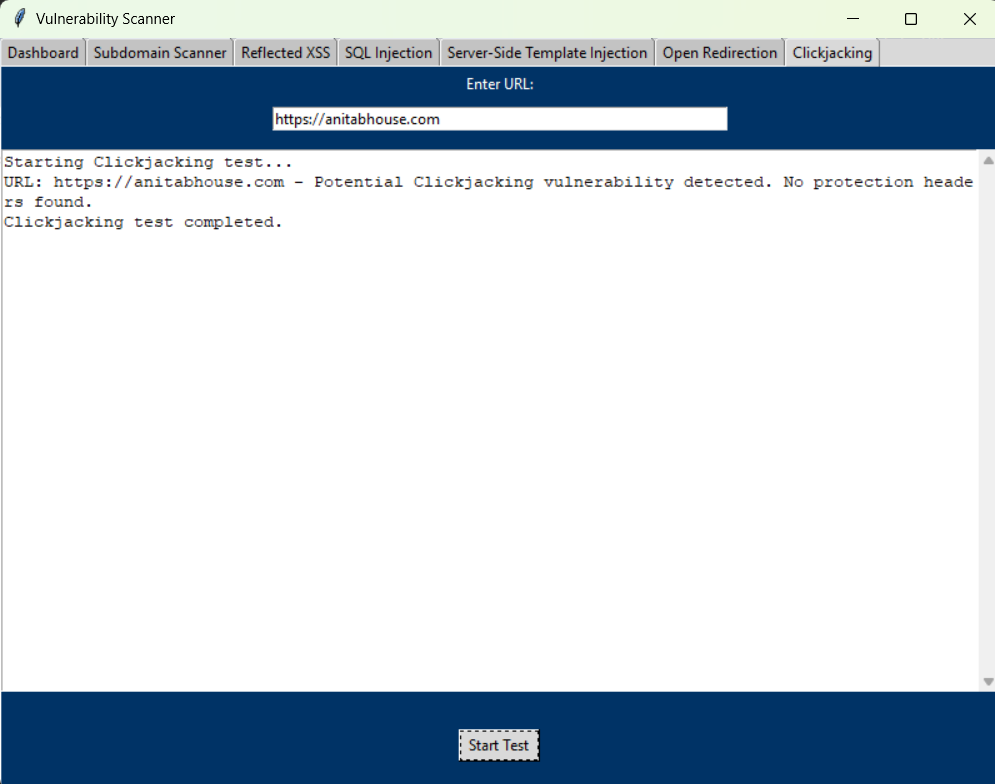 Vulnerability Scanner
Dashboard Subdomain Scanner Reflected XSS SQL Injection Server-Side Template Injection Open Redirection Clickjacking
Enter URL:
https://anitabhouse.com
Starting Clickjacking test...
URL: https://anitabhouse.com - Potential Clickjacking vulnerability detected. No protection heade
rs found.
Clickjacking test completed.
Start Test